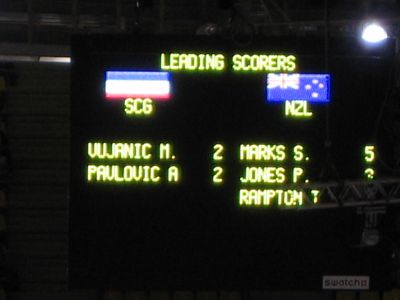 LEADING SCORERS
SCG NZL
VUJANIC M. 2 MARKS S. 5
PAVLOVIC A 2 JONES P.
RAMPTON T
swatch